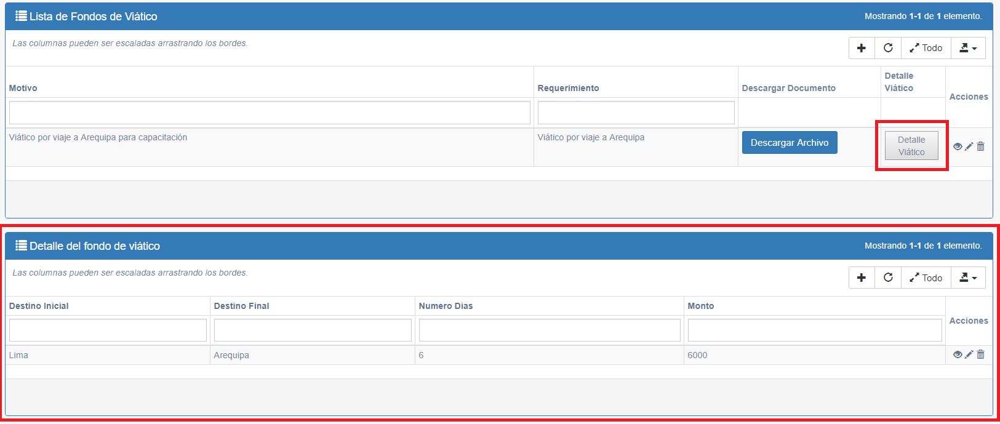 Lista de Fondos de Viático
Mostrando 1-1 de 1 elemento.
Las columnas pueden ser escaladas arrastrando los bordes.
Todo
Motivo
Requerimiento
Descargar Documento
Detalle
Viático
Acciones
Viático por viaje a Arequipa para capacitación
Viático por viaje a Arequipa
Descargar Archivo
Detalle
Viático
Detalle del fondo de viático
Mostrando 1-1 de 1 elemento.
Las columnas pueden ser escaladas arrastrando los bordes.
Todo
Destino Inicial
Destino Final
Numero Dias
Monto
Acciones
Lima
Arequipa
6
6000